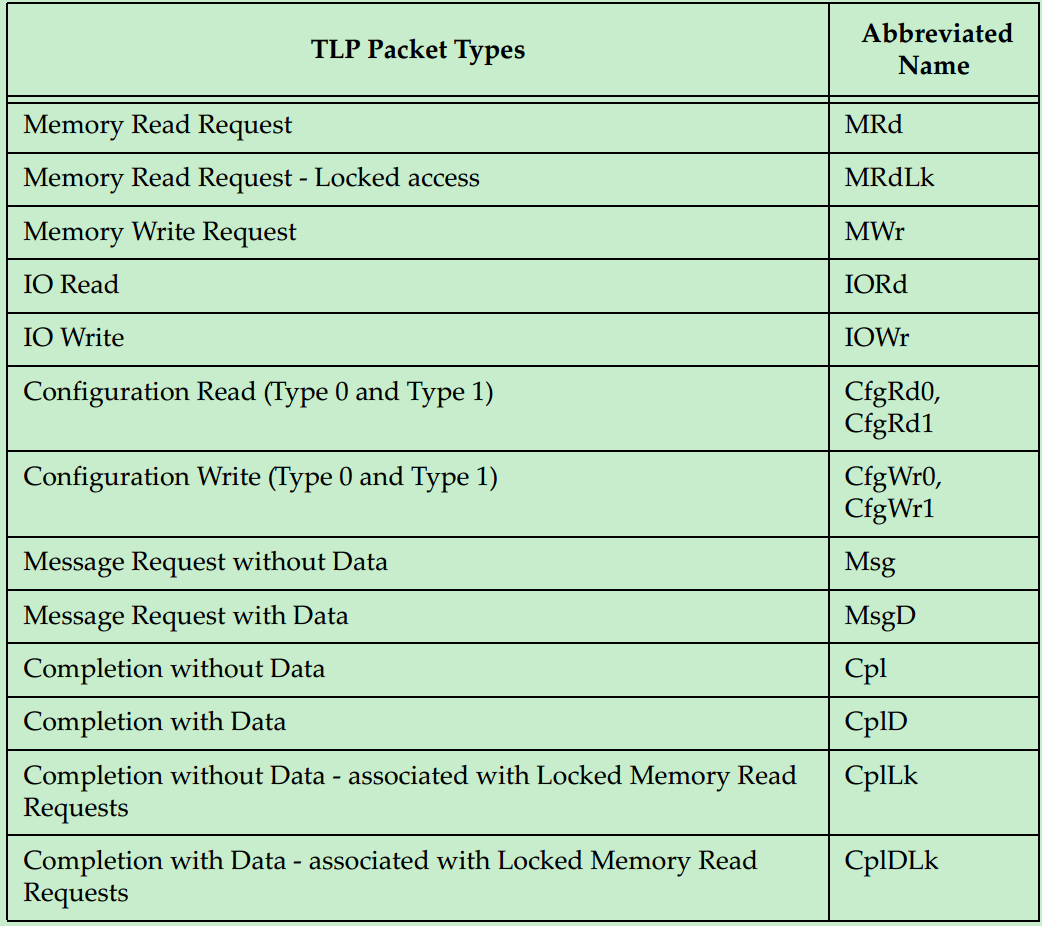 TLP Packet Types
Abbreviated
Name
Memory Read Request
MRd
Memory Read Request - Locked access
MRdLk
Memory Write Request
MWr
IO Read
IORd
IO Write
IOWr
Configuration Read (Type 0 and Type 1)
CfgRd0,
CfgRd1
Configuration Write (Type 0 and Type 1)
CfgWr0,
CfgWr1
Message Request without Data
Msg
Message Request with Data
MsgD
Completion without Data
Cpl
Completion with Data
CplD
Completion without Data - associated with Locked Memory Read
Requests
CplLk
Completion with Data - associated with Locked Memory Read
Requests
CplDLk